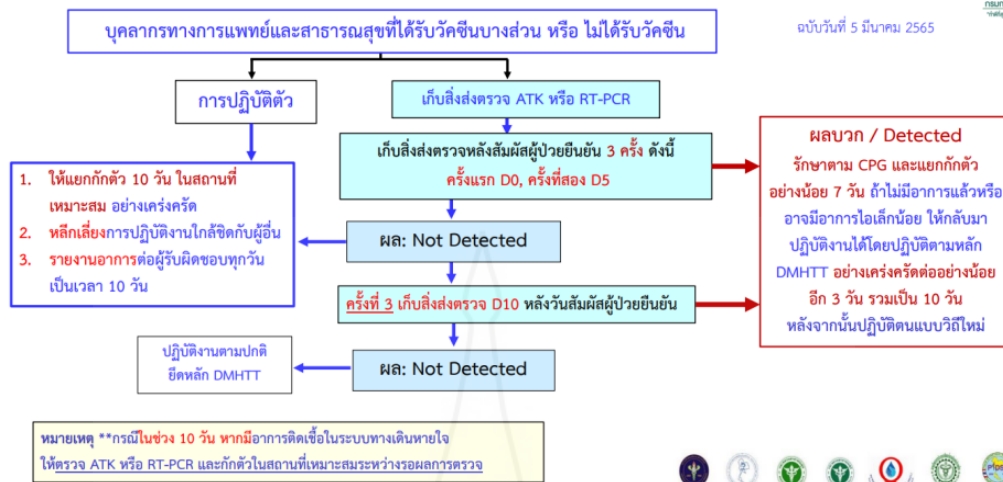 บุคลากรทางการแพทย์และสาธารณสุขที่ได้รับวัคซีนบางส่วน หรือ ไม่ได้รับวัคซีน
ฉบับวันที่ 5 มีนาคม 2565
การปฏิบัติตัว
เก็บสิ่งส่งตรวจ ATK หรือ RT-PCR
1. ให้แยกกักตัว 10 วัน ในสถานที่
เหมาะสม อย่างเคร่งครัด
2. หลีกเลี่ยงการปฏิบัติงานใกล้ชิดกับผู้อื่น
3. รายงานอาการต่อผู้รับผิดชอบทุกวัน
เป็นเวลา 10 วัน
เก็บสิ่งส่งตรวจหลังสัมผัสผู้ป่วยยืนยัน 3 ครั้ง ดังนี้
ครั้งแรก D0, ครั้งที่สอง D5
ผล: Not Detected
ครั้งที่ 3 เก็บสิ่งส่งตรวจ D10 หลังวันสัมผัสผู้ป่วยยืนยัน
ผล: Not Detected
ปฏิบัติงานตามปกติ
ยึดหลัก DMHTT
ผลบวก / Detected
รักษาตาม CPG และแยกกักตัว
อย่างน้อย 7 วัน ถ้าไม่มีอาการแล้วหรือ
อาจมีอาการไอเล็กน้อย ให้กลับมา
ปฏิบัติงานได้โดยปฏิบัติตามหลัก
DMHTT อย่างเคร่งครัดต่ออย่างน้อย
อีก 3 วัน รวมเป็น 10 วัน
หลังจากนั้นปฏิบัติตนแบบวิถีใหม่
หมายเหตุ **กรณีในช่วง 10 วัน หากมีอาการติดเชื้อในระบบทางเดินหายใจ
ให้ตรวจ ATK หรือ RT-PCR และกักตัวในสถานที่เหมาะสมระหว่างรอผลการตรวจ